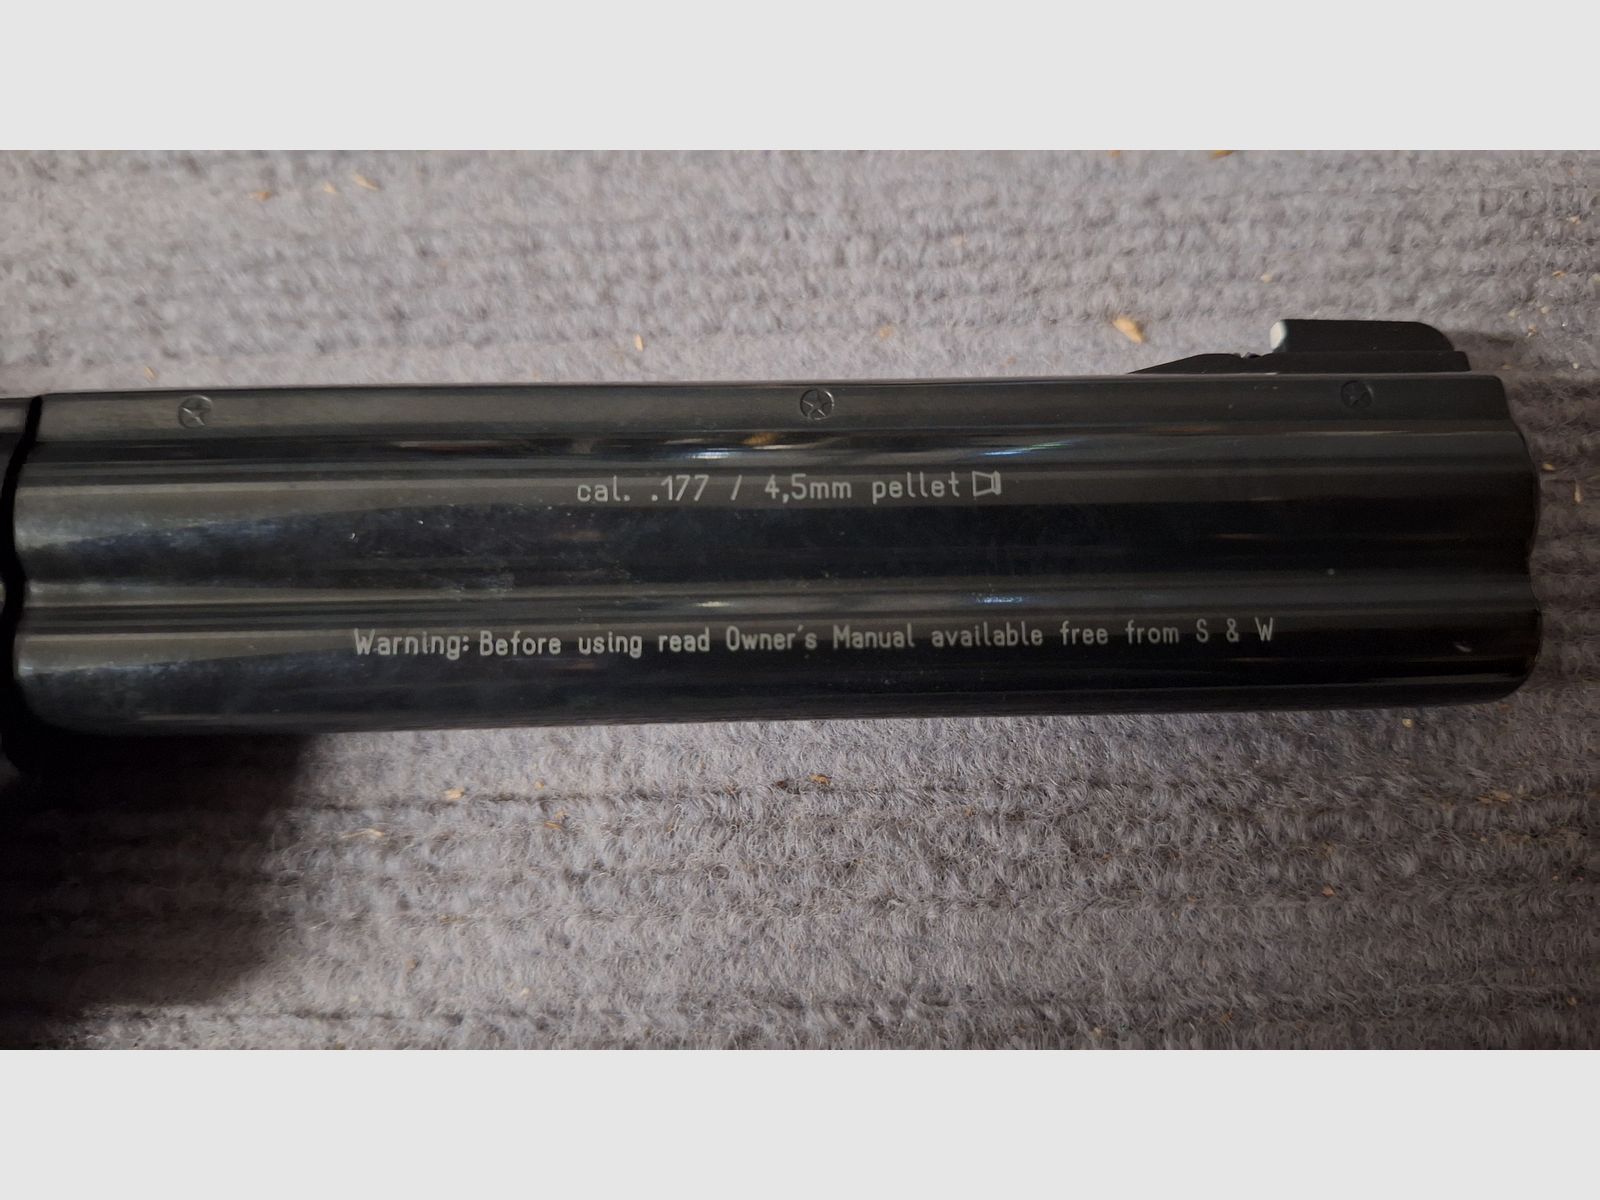 cal. .177 / 4,5mm pellet
Warning: Before using read Owner's Manual available free from S & W